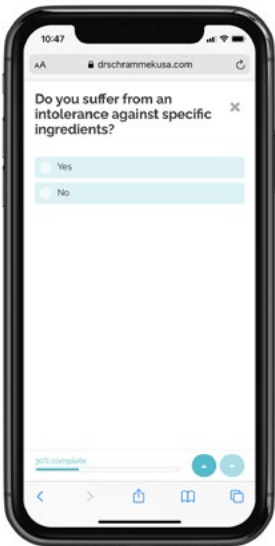 10:47
AA
drschrammekusa.com
Do you suffer from an
intolerance against specific
ingredients?
Yes
No
30% complete